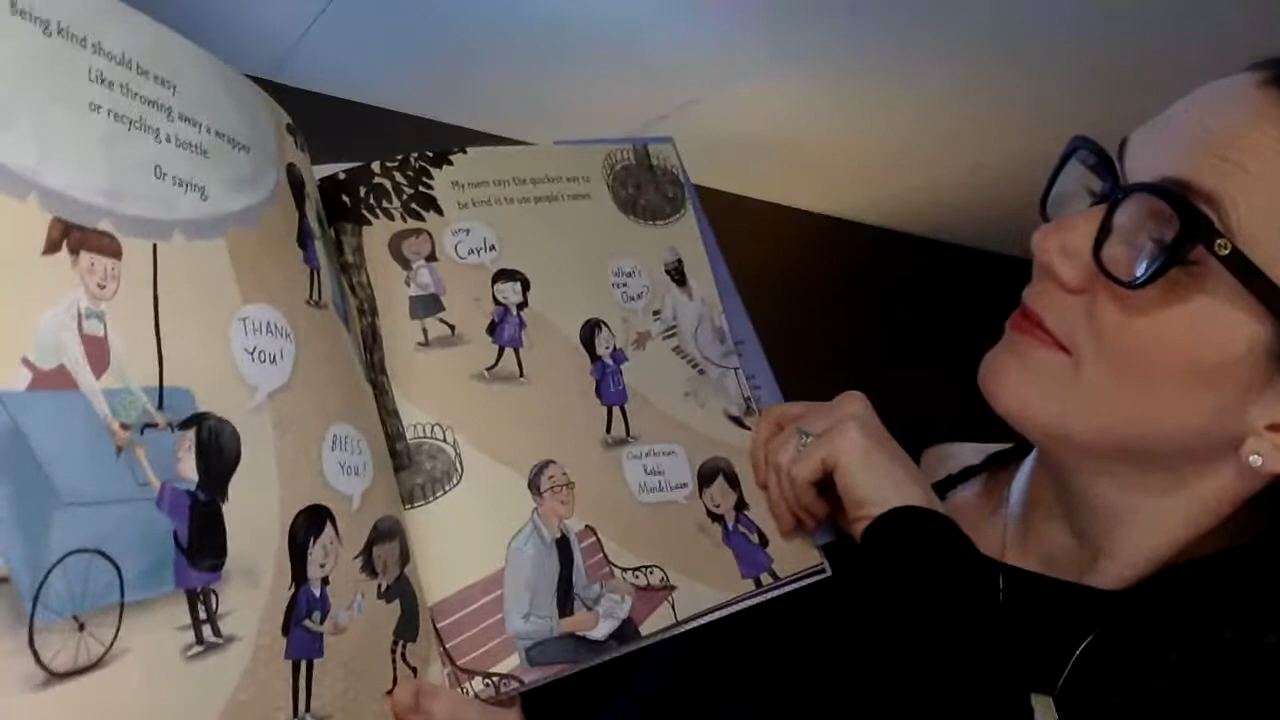 Being kind should be easy.
Like throwing away a wrapper
or recycling a bottle.
Or saying,
THANK
YOU!
BLESS
YOU!
My mom says the quickest way to
be kind is to use people's names.
Hey
Carla
What's
new,
Omar?
Good afternoon,
Rabbi
Mandelbaum